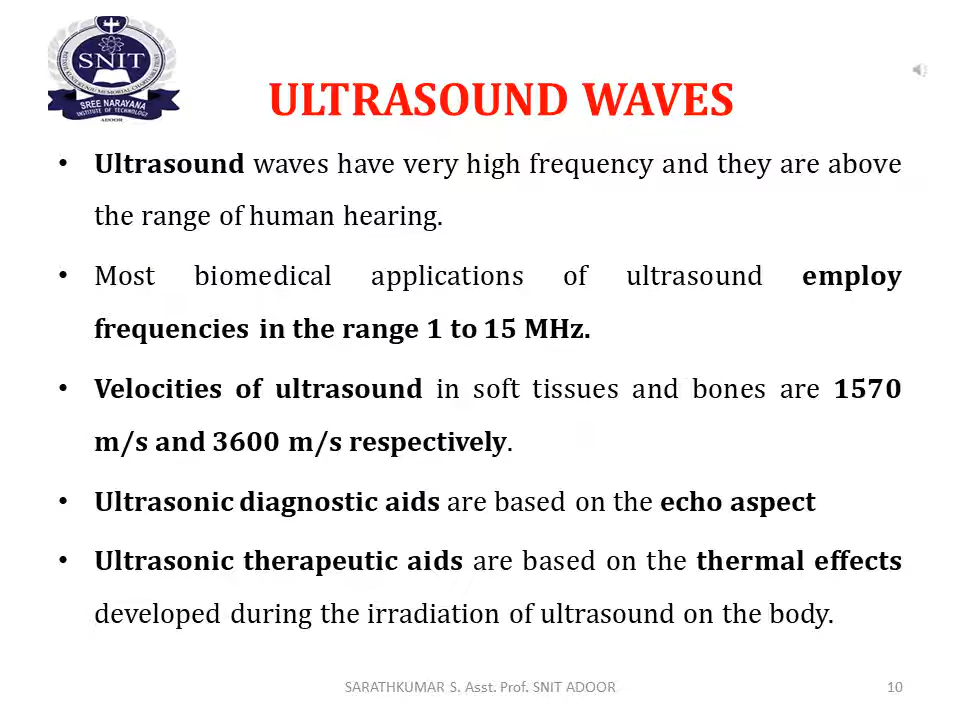 SNIT
SREE NARAYANA
INSTITUTE OF TECHNOLOGY
ADOOR
ULTRASOUND WAVES
• Ultrasound waves have very high frequency and they are above
the range of human hearing.
• Most biomedical applications of ultrasound employ
frequencies in the range 1 to 15 MHz.
• Velocities of ultrasound in soft tissues and bones are 1570
m/s and 3600 m/s respectively.
• Ultrasonic diagnostic aids are based on the echo aspect
• Ultrasonic therapeutic aids are based on the thermal effects
developed during the irradiation of ultrasound on the body.
SARATHKUMAR S. Asst. Prof. SNIT ADOOR
10